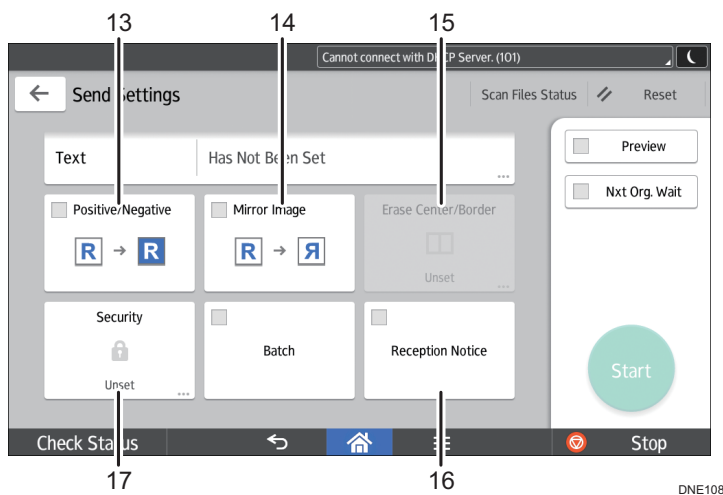 13 14 15
Cannot connect with DHCP Server. (101)
Send Settings
Scan Files Status
Reset
Text
Has Not Been Set
Preview
Nxt Org. Wait
Positive/Negative
Mirror Image
Erase Center/Border
R → R
R → Я
Unset
Security
Unset
Batch
Reception Notice
Start
Check Status
Stop
17 16
DNE108